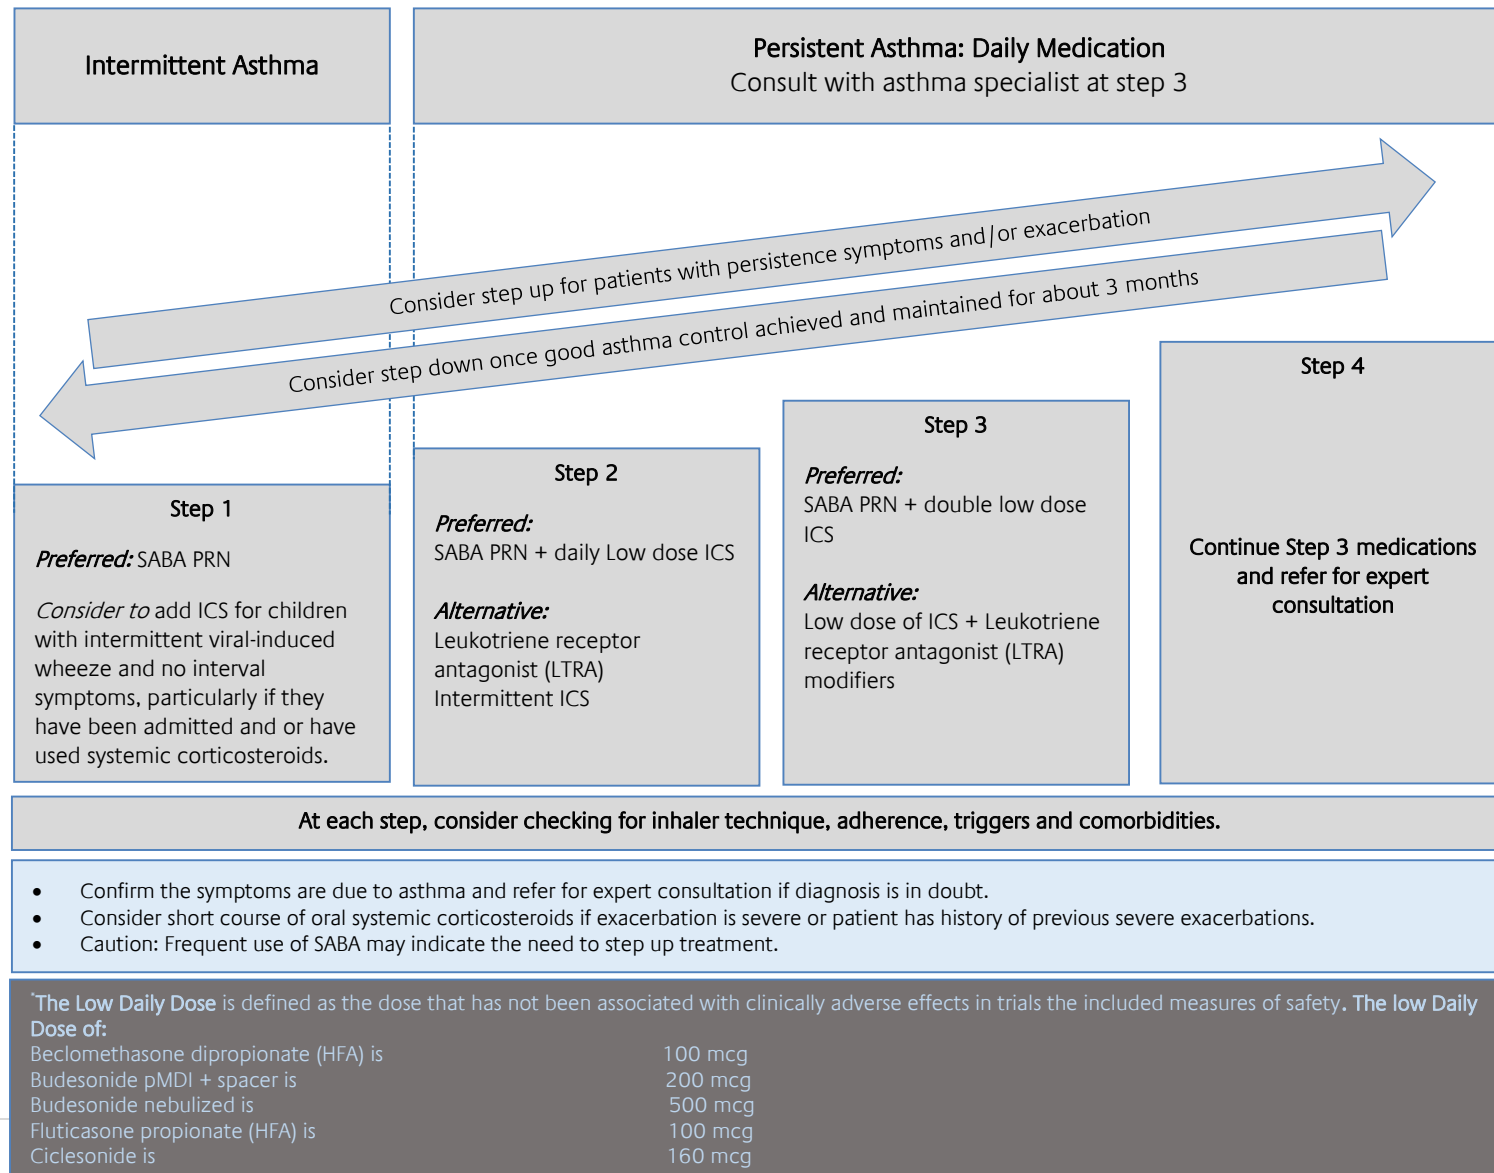 Intermittent Asthma
Persistent Asthma: Daily Medication
Consult with asthma specialist at step 3
Consider step up for patients with persistence symptoms and/or exacerbation
Consider step down once good asthma control achieved and maintained for about 3 months
Step 1
Preferred: SABA PRN
Consider to add ICS for children
with intermittent viral-induced
wheeze and no interval
symptoms, particularly if they
have been admitted and or have
used systemic corticosteroids.
Step 2
Preferred:
SABA PRN + daily Low dose ICS
Alternative:
Leukotriene receptor
antagonist (LTRA)
Intermittent ICS
Step 3
Preferred:
SABA PRN + double low dose
ICS
Alternative:
Low dose of ICS + Leukotriene
receptor antagonist (LTRA)
modifiers
Step 4
Continue Step 3 medications
and refer for expert
consultation
At each step, consider checking for inhaler technique, adherence, triggers and comorbidities.
• Confirm the symptoms are due to asthma and refer for expert consultation if diagnosis is in doubt.
• Consider short course of oral systemic corticosteroids if exacerbation is severe or patient has history of previous severe exacerbations.
• Caution: Frequent use of SABA may indicate the need to step up treatment.
*The Low Daily Dose is defined as the dose that has not been associated with clinically adverse effects in trials the included measures of safety. The low Daily
Dose of:
Beclomethasone dipropionate (HFA) is 100 mcg
Budesonide pMDI + spacer is 200 mcg
Budesonide nebulized is 500 mcg
Fluticasone propionate (HFA) is 100 mcg
Ciclesonide is 160 mcg